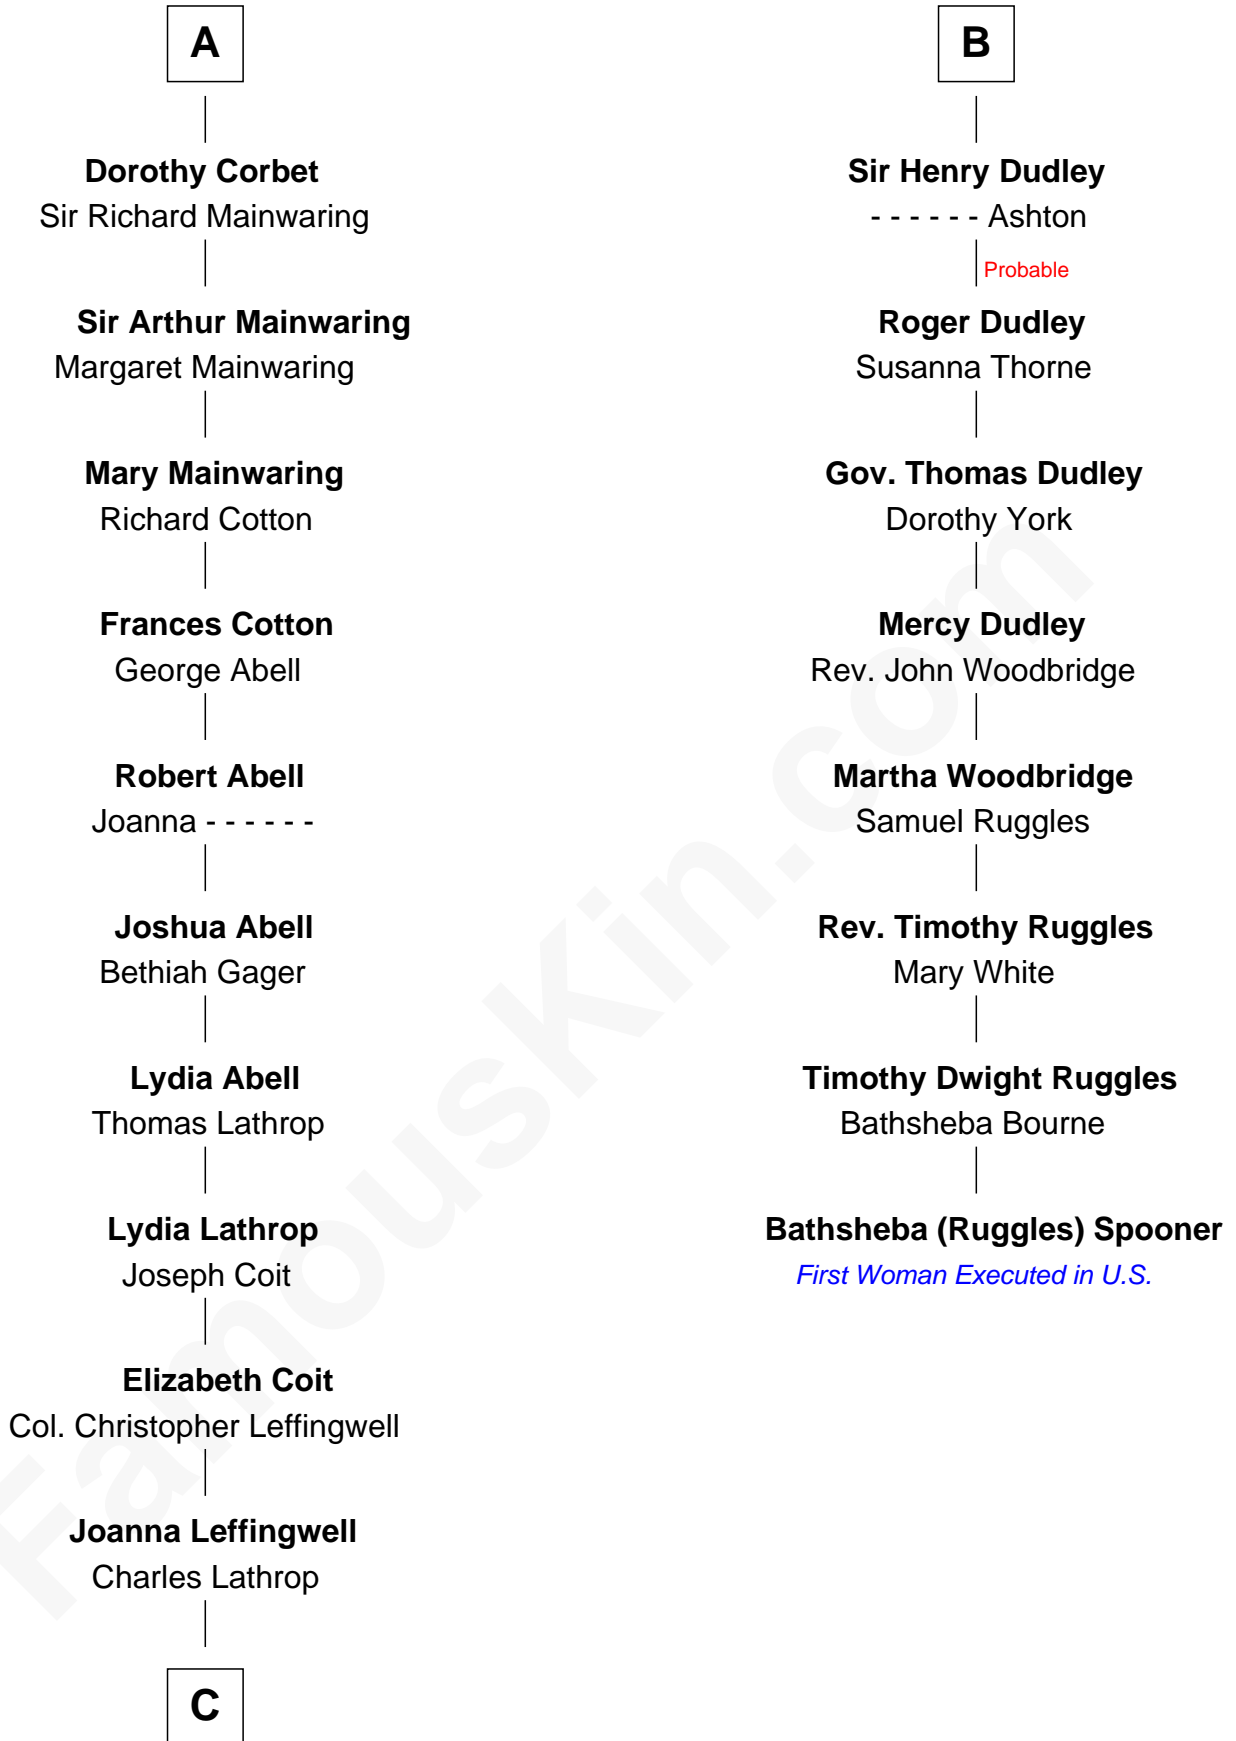 A
Dorothy Corbet
Sir Richard Mainwaring
Sir Arthur Mainwaring
Margaret Mainwaring
Mary Mainwaring
Richard Cotton
Frances Cotton
George Abell
Robert Abell
Joanna - - - - - -
Joshua Abell
Bethiah Gager
Lydia Abell
Thomas Lathrop
Lydia Lathrop
Joseph Coit
Elizabeth Coit
Col. Christopher Leffingwell
Joanna Leffingwell
Charles Lathrop
C
B
Sir Henry Dudley
- - - - - - Ashton
Probable
Roger Dudley
Susanna Thorne
Gov. Thomas Dudley
Dorothy York
Mercy Dudley
Rev. John Woodbridge
Martha Woodbridge
Samuel Ruggles
Rev. Timothy Ruggles
Mary White
Timothy Dwight Ruggles
Bathsheba Bourne
Bathsheba (Ruggles) Spooner
First Woman Executed in U.S.
FamousKin.com